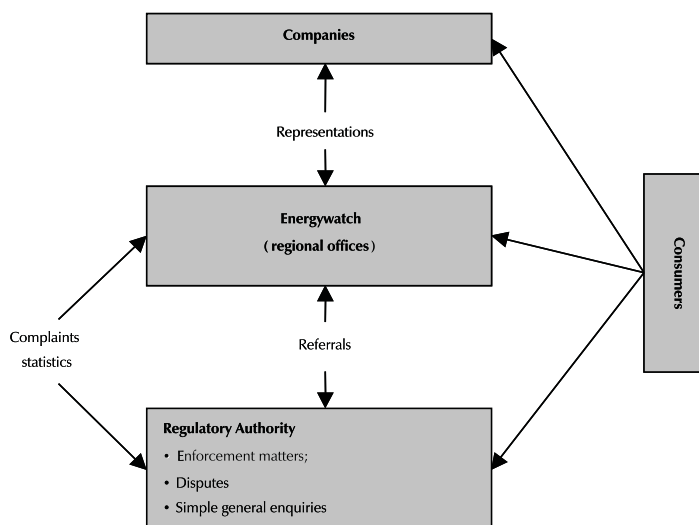 Companies
Representations
Energywatch
( regional offices )
Consumers
Complaints
statistics
Referrals
Regulatory Authority
• Enforcement matters;
• Disputes
• Simple general enquiries